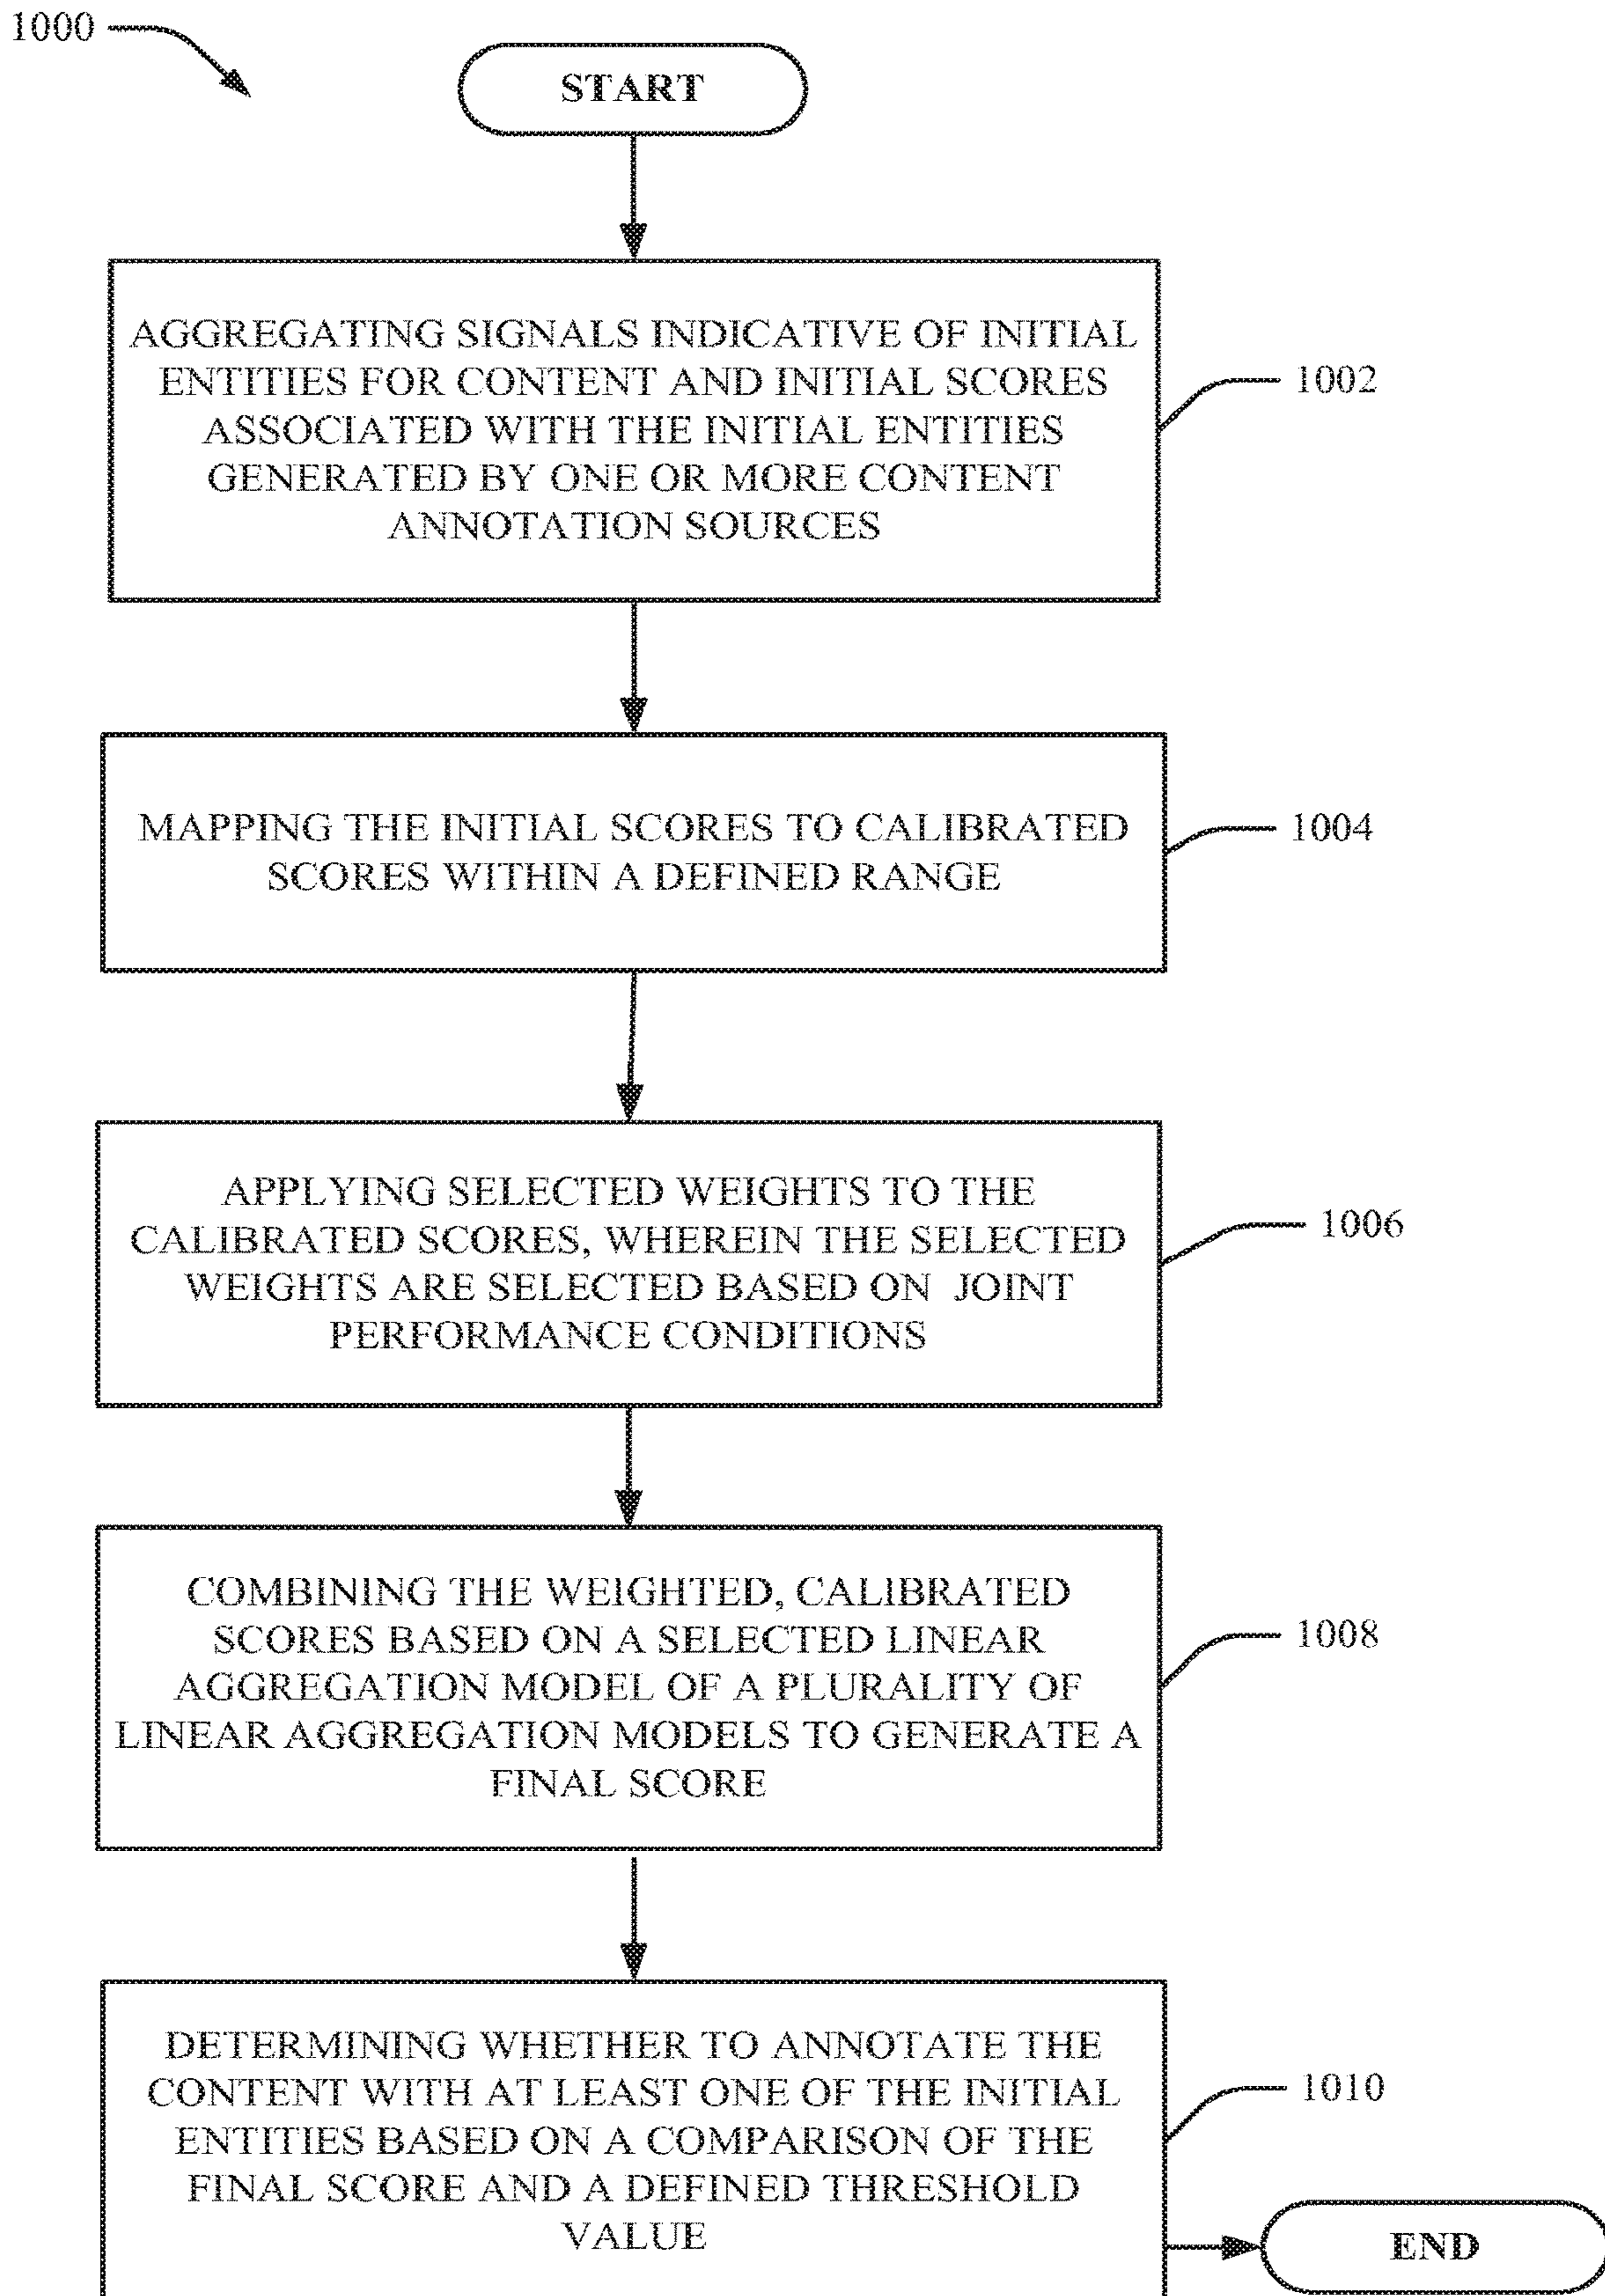 1000
START
AGGREGATING SIGNALS INDICATIVE OF INITIAL
ENTITIES FOR CONTENT AND INITIAL SCORES
ASSOCIATED WITH THE INITIAL ENTITIES
GENERATED BY ONE OR MORE CONTENT
ANNOTATION SOURCES
1002
MAPPING THE INITIAL SCORES TO CALIBRATED
SCORES WITHIN A DEFINED RANGE
1004
APPLYING SELECTED WEIGHTS TO THE
CALIBRATED SCORES, WHEREIN THE SELECTED
WEIGHTS ARE SELECTED BASED ON JOINT
PERFORMANCE CONDITIONS
1006
COMBINING THE WEIGHTED, CALIBRATED
SCORES BASED ON A SELECTED LINEAR
AGGREGATION MODEL OF A PLURALITY OF
LINEAR AGGREGATION MODELS TO GENERATE A
FINAL SCORE
1008
DETERMINING WHETHER TO ANNOTATE THE
CONTENT WITH AT LEAST ONE OF THE INITIAL
ENTITIES BASED ON A COMPARISON OF THE
FINAL SCORE AND A DEFINED THRESHOLD
VALUE
1010
END